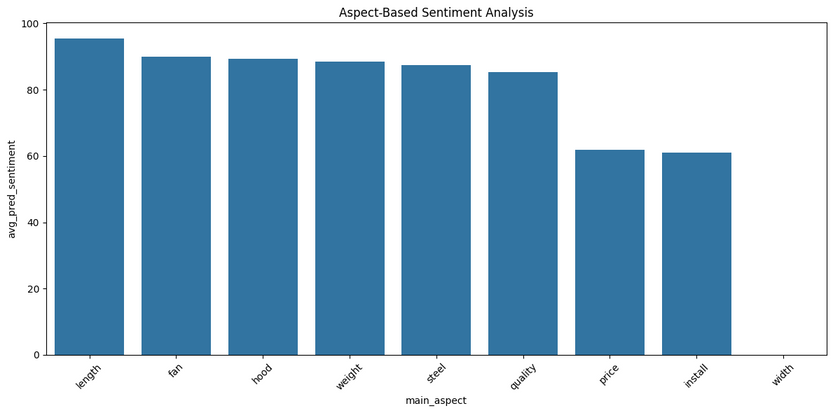 Aspect-Based Sentiment Analysis
avg_pred_sentiment
100
80
60
40
20
0
length
fan
hood
weight
steel
quality
price
install
width
main_aspect